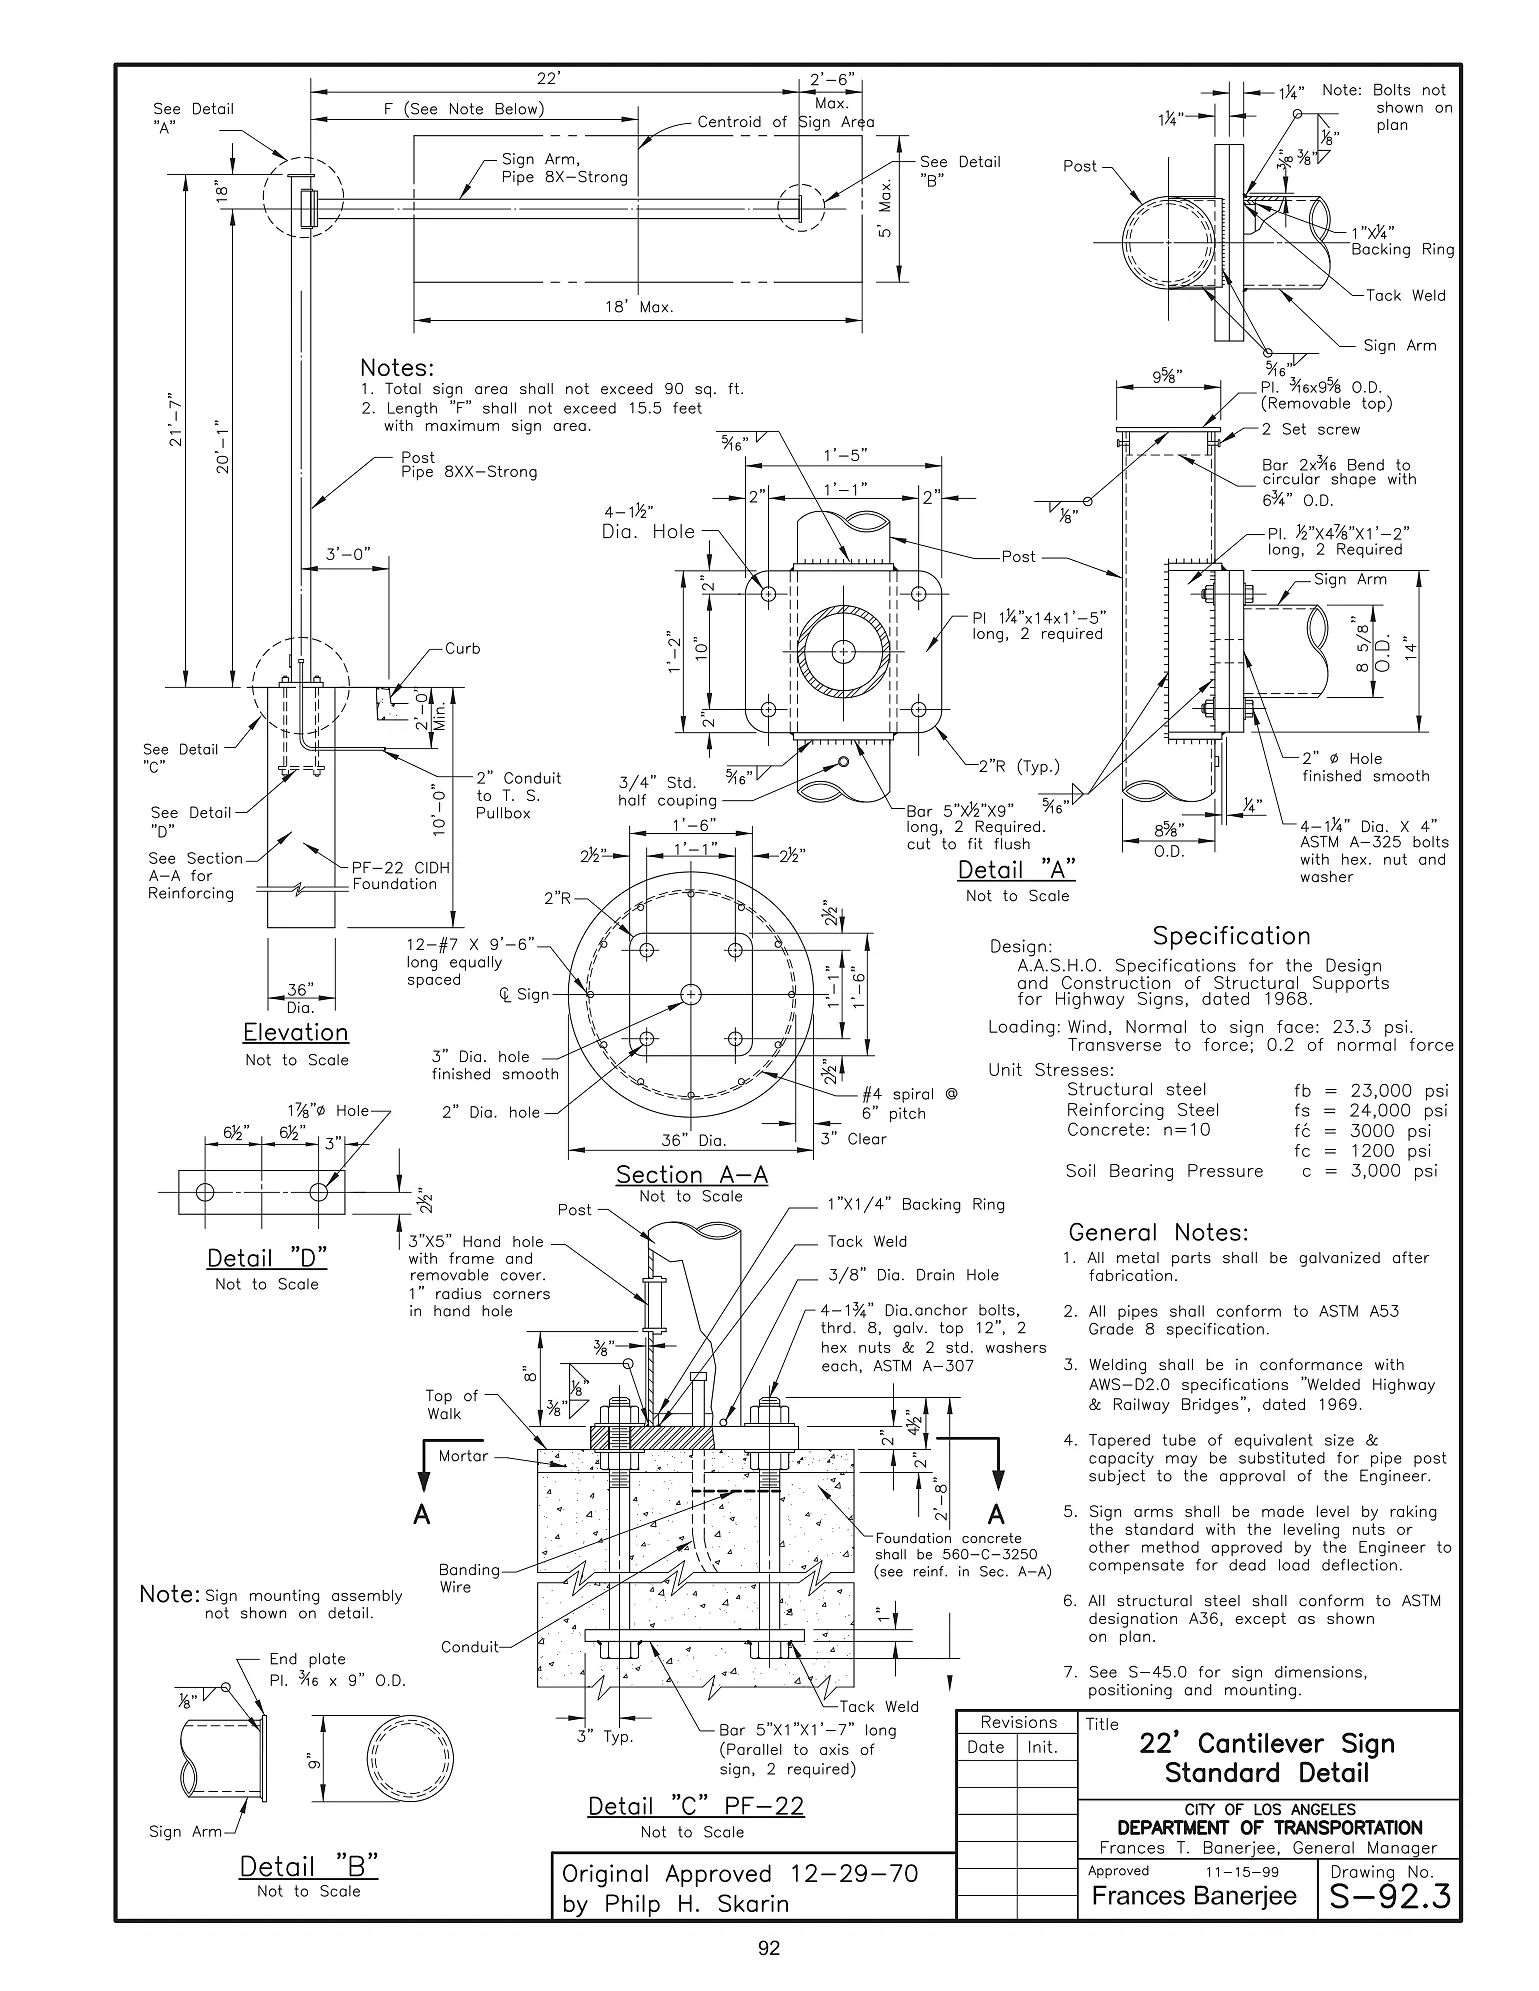 22'
2'-6"
Max.
See Detail
"A"
F (See Note Below)
Centroid of Sign Area
Sign Arm,
Pipe 8X-Strong
See Detail
"B"
18"
5' Max.
18' Max.
Notes:
1. Total sign area shall not exceed 90 sq. ft.
2. Length "F" shall not exceed 15.5 feet
with maximum sign area.
21'-7"
20'-1"
Post
Pipe 8XX-Strong
3'-0"
Curb
2'-0"
Min.
See Detail
"C"
2" Conduit
to T. S.
Pullbox
See Detail
"D"
10'-0"
See Section
A-A for
Reinforcing
PF-22 CIDH
Foundation
36"
Dia.
Elevation
Not to Scale
1¼"
Note: Bolts not
shown on
plan
1¼"
⅛"
⅜"
⅜"
Post
1"X¼"
Backing Ring
Tack Weld
Sign Arm
5/16"
9⅝"
Pl. 3/16x9⅝ O.D.
(Removable top)
2 Set screw
Bar 2x3/16 Bend to
circular shape with
6¾" O.D.
⅛"
Pl. ½"X4⅞"X1'-2"
long, 2 Required
Sign Arm
5/16"
1'-5"
2"
1'-1"
2"
4-1½"
Dia. Hole
Post
2"
1'-2"
10"
2"
Pl 1¼"x14x1'-5"
long, 2 required
8 5/8"
O.D.
14"
2"R (Typ.)
5/16"
3/4" Std.
half couping
Bar 5"X½"X9"
long, 2 Required.
cut to fit flush
5/16"
¼"
8⅝"
O.D.
2" ø Hole
finished smooth
4-1¼" Dia. X 4"
ASTM A-325 bolts
with hex. nut and
washer
Detail "A"
Not to Scale
1'-6"
2½"
1'-1"
2½"
2"R
2½"
12-#7 X 9'-6"
long equally
spaced
℄ Sign
1'-1"
1'-6"
3" Dia. hole
finished smooth
2½"
2" Dia. hole
#4 spiral @
6" pitch
36" Dia.
3" Clear
Section A-A
Not to Scale
Specification
Design:
A.A.S.H.O. Specifications for the Design
and Construction of Structural Supports
for Highway Signs, dated 1968.
Loading: Wind, Normal to sign face: 23.3 psi.
Transverse to force; 0.2 of normal force
Unit Stresses:
Structural steel fb = 23,000 psi
Reinforcing Steel fs = 24,000 psi
Concrete: n=10 fć = 3000 psi
fc = 1200 psi
Soil Bearing Pressure c = 3,000 psi
1⅞"ø Hole
6½"
6½"
3"
2½"
Detail "D"
Not to Scale
Post
1"X1/4" Backing Ring
Tack Weld
3/8" Dia. Drain Hole
3"X5" Hand hole
with frame and
removable cover.
1" radius corners
in hand hole
4-1¾" Dia.anchor bolts,
thrd. 8, galv. top 12", 2
hex nuts & 2 std. washers
each, ASTM A-307
⅜"
8"
⅛"
⅜"
Top of
Walk
Mortar
2"
4½"
2"
2'-8"
A
A
Foundation concrete
shall be 560-C-3250
(see reinf. in Sec. A-A)
Banding
Wire
Conduit
1"
Tack Weld
3" Typ.
Bar 5"X1"X1'-7" long
(Parallel to axis of
sign, 2 required)
Detail "C" PF-22
Not to Scale
Note: Sign mounting assembly
not shown on detail.
End plate
Pl. 3/16 x 9" O.D.
⅛"
9"
Sign Arm
Detail "B"
Not to Scale
General Notes:
1. All metal parts shall be galvanized after
fabrication.
2. All pipes shall conform to ASTM A53
Grade 8 specification.
3. Welding shall be in conformance with
AWS-D2.0 specifications "Welded Highway
& Railway Bridges", dated 1969.
4. Tapered tube of equivalent size &
capacity may be substituted for pipe post
subject to the approval of the Engineer.
5. Sign arms shall be made level by raking
the standard with the leveling nuts or
other method approved by the Engineer to
compensate for dead load deflection.
6. All structural steel shall conform to ASTM
designation A36, except as shown
on plan.
7. See S-45.0 for sign dimensions,
positioning and mounting.
Original Approved 12-29-70
by Philp H. Skarin
Revisions
Date Init.
Title
22' Cantilever Sign
Standard Detail
CITY OF LOS ANGELES
DEPARTMENT OF TRANSPORTATION
Frances T. Banerjee, General Manager
Approved 11-15-99
Frances Banerjee
Drawing No.
S-92.3
92